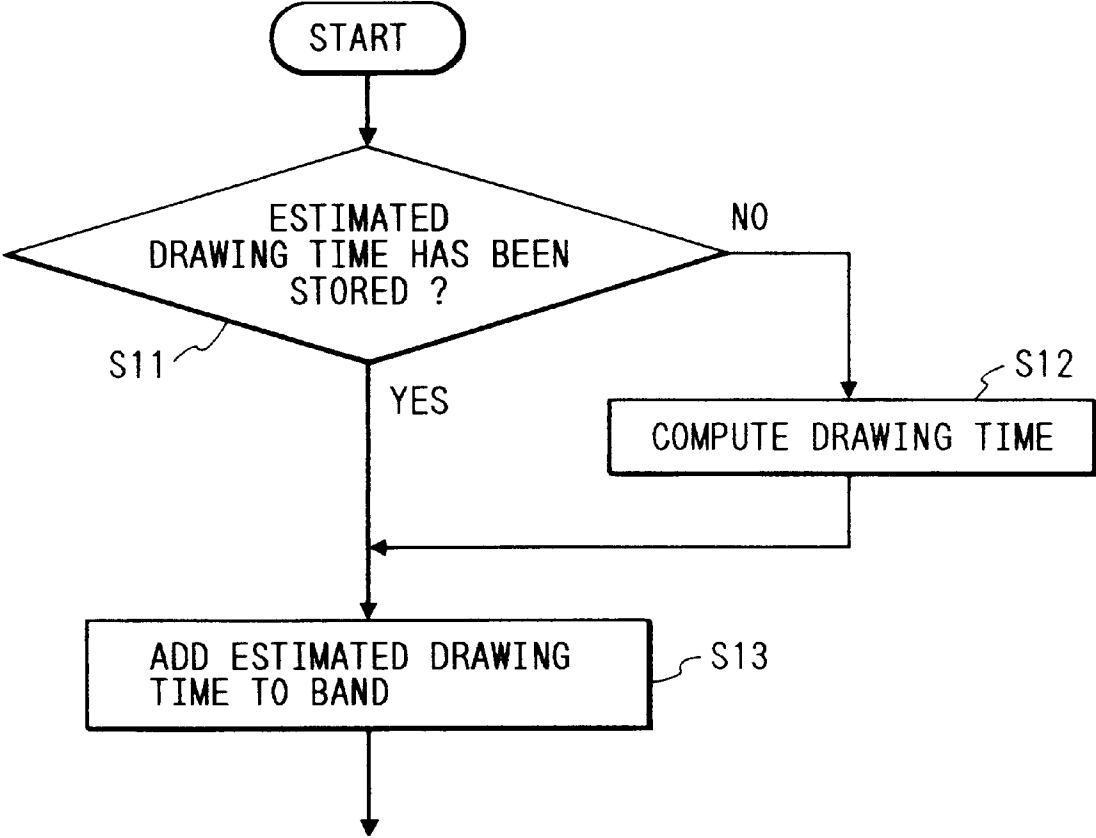 START
ESTIMATED
DRAWING TIME HAS BEEN
STORED ?
NO
S11
YES
S12
COMPUTE DRAWING TIME
ADD ESTIMATED DRAWING
TIME TO BAND
S13